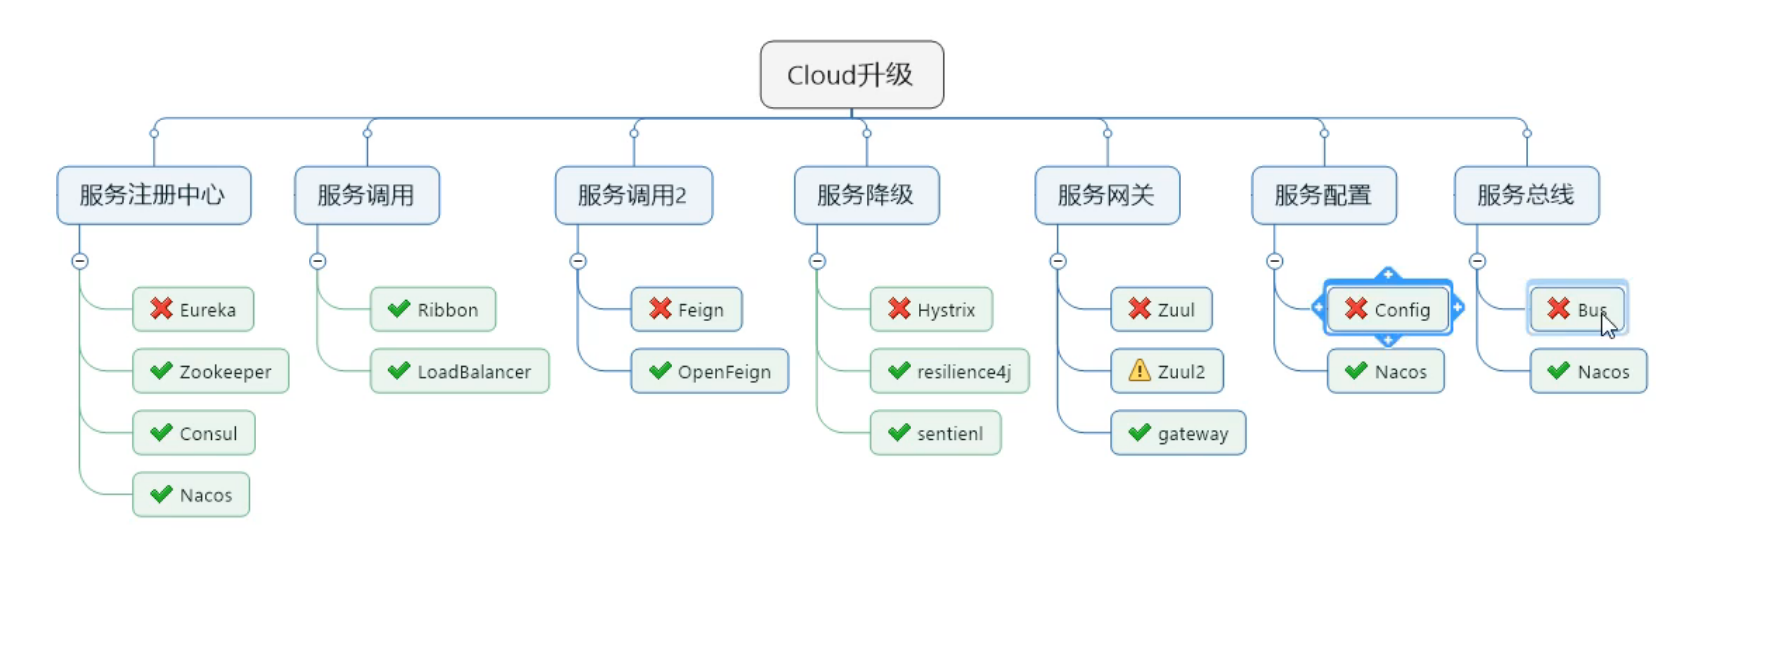 Cloud升级
服务注册中心
Eureka
Zookeeper
Consul
Nacos
服务调用
Ribbon
LoadBalancer
服务调用2
Feign
OpenFeign
服务降级
Hystrix
resilience4j
sentienl
服务网关
Zuul
Zuul2
gateway
服务配置
Config
Nacos
服务总线
Bus
Nacos